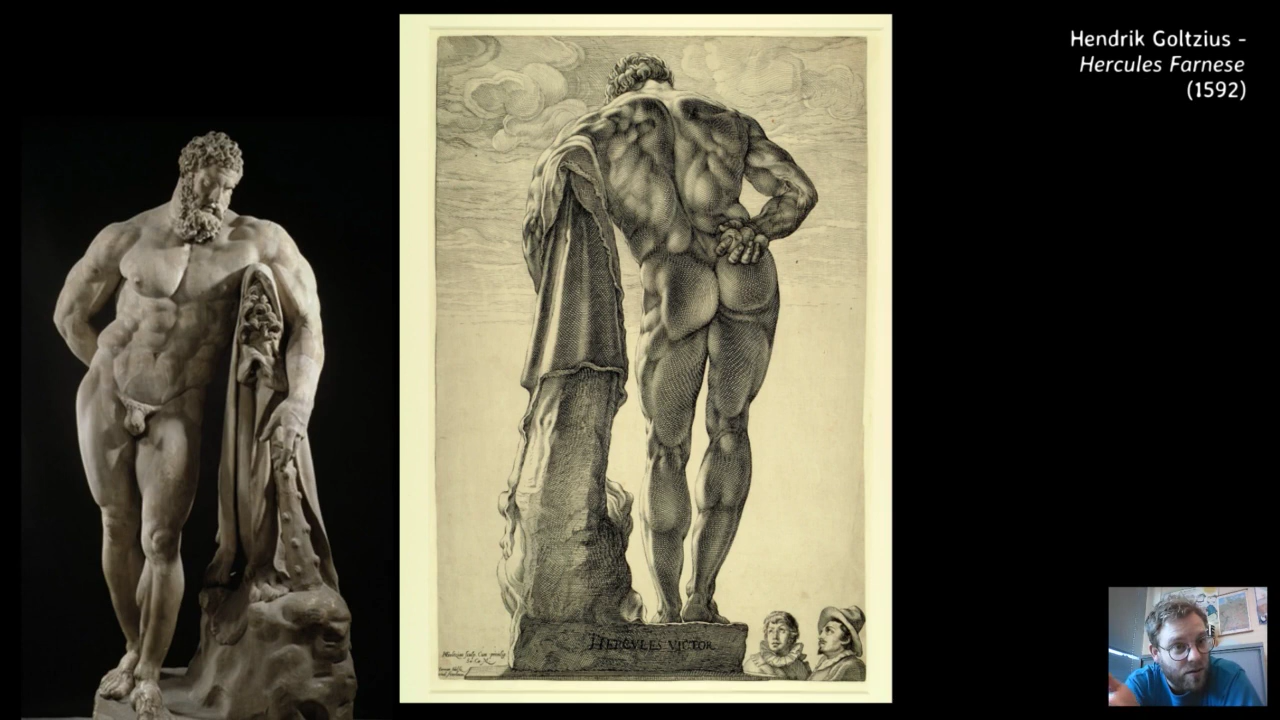 Hendrik Goltzius -
Hercules Farnese
(1592)
HERCVLES VICTOR